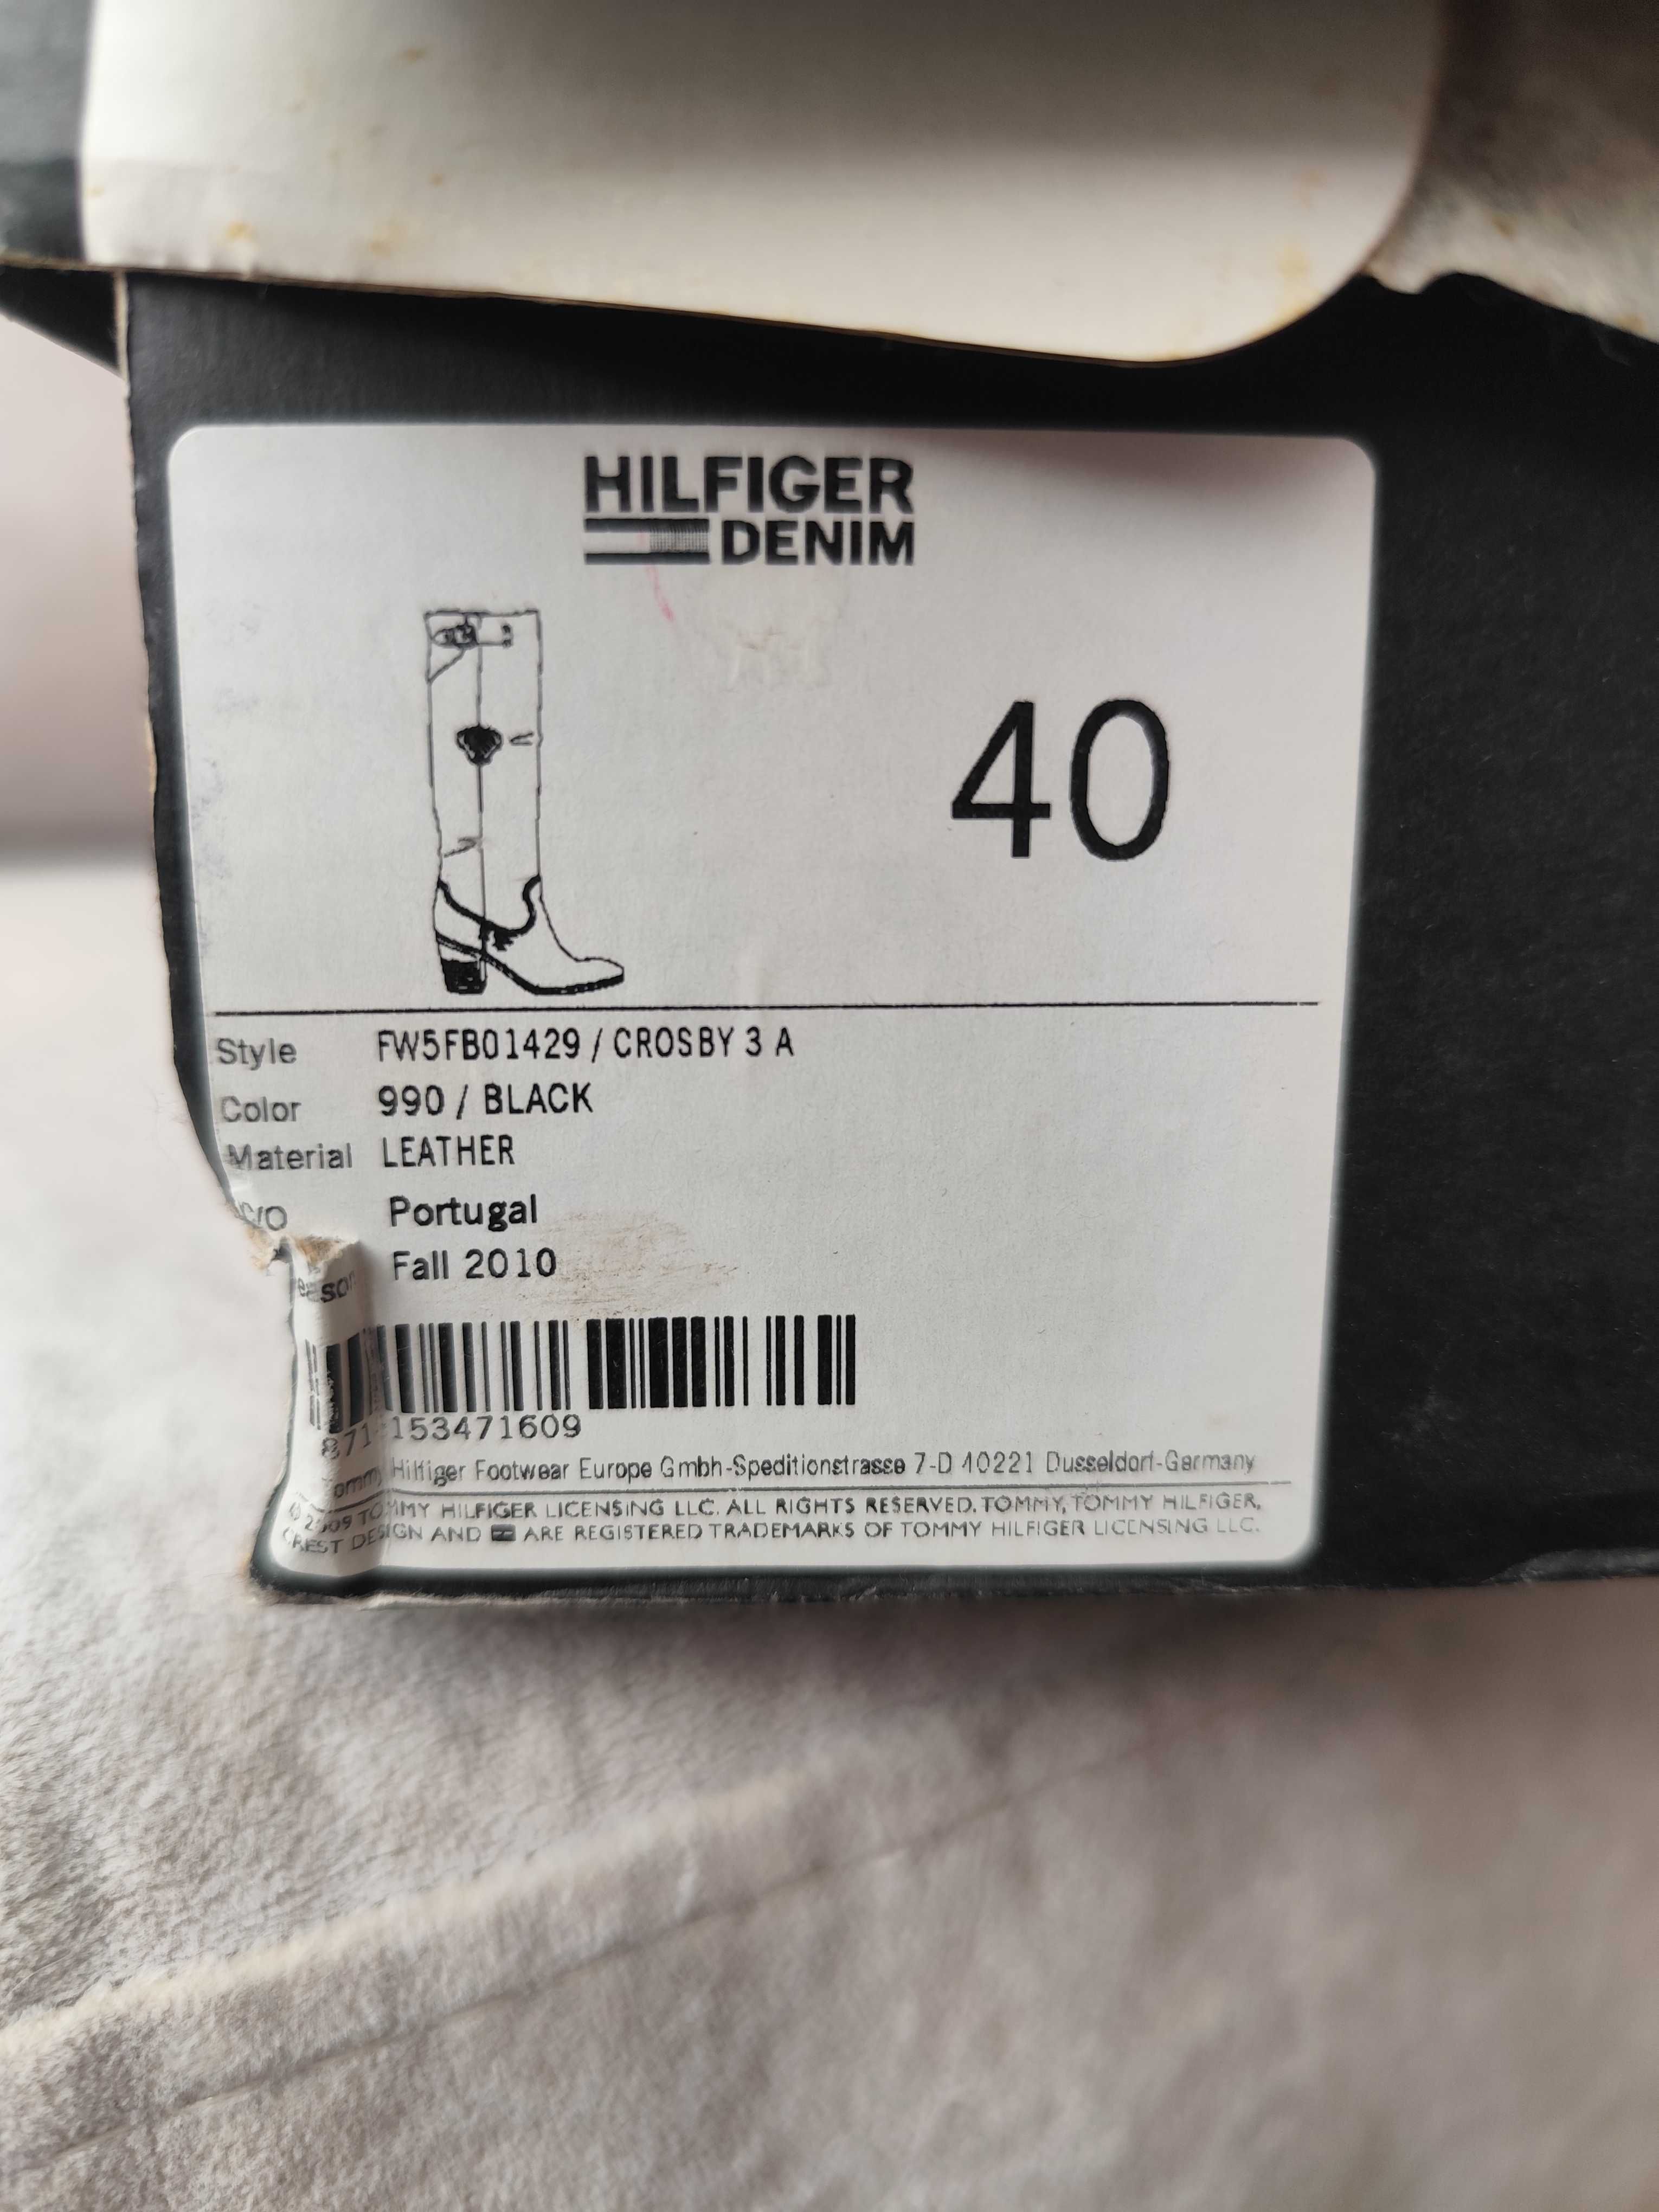 HILFIGER
DENIM
40
Style FW5FB01429 / CROSBY 3 A
Color 990 / BLACK
Material LEATHER
C/O Portugal
Fall 2010
153471609
Tommy Hilfiger Footwear Europe Gmbh-Speditionstrasse 7-D 40221 Dusseldorf-Germany
© 2009 TOMMY HILFIGER LICENSING LLC. ALL RIGHTS RESERVED. TOMMY, TOMMY HILFIGER,
CREST DESIGN AND ARE REGISTERED TRADEMARKS OF TOMMY HILFIGER LICENSING LLC.